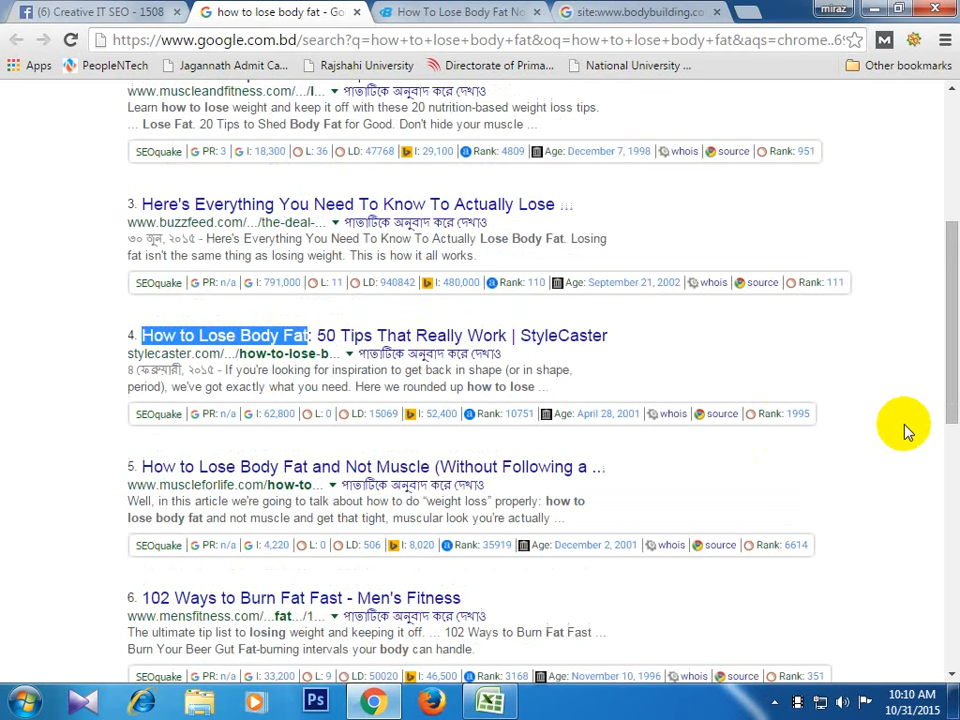 (6) Creative IT SEO - 1508
how to lose body fat - Go
How To Lose Body Fat No
site:www.bodybuilding.co
miraz
https://www.google.com.bd/search?q=how+to+lose+body+fat&oq=how+to+lose+body+fat&aqs=chrome..6
Apps
PeopleNTech
Jagannath Admit Ca...
Rajshahi University
Directorate of Prima...
National University ...
Other bookmarks
www.muscleandfitness.com/.../l... ▼ পাতাটিকে অনুবাদ করে দেখাও
Learn how to lose weight and keep it off with these 20 nutrition-based weight loss tips.
... Lose Fat. 20 Tips to Shed Body Fat for Good. Don't hide your muscle ...
SEOquake PR: 3 I: 18,300 L: 36 LD: 47768 I: 29,100 Rank: 4809 Age: December 7, 1998 whois source Rank: 951
3. Here's Everything You Need To Know To Actually Lose ...
www.buzzfeed.com/.../the-deal-... ▼ পাতাটিকে অনুবাদ করে দেখাও
৩০ জুন, ২০১৫ - Here's Everything You Need To Know To Actually Lose Body Fat. Losing
fat isn't the same thing as losing weight. This is how it all works.
SEOquake PR: n/a I: 791,000 L: 11 LD: 940842 I: 480,000 Rank: 110 Age: September 21, 2002 whois source Rank: 111
4. How to Lose Body Fat: 50 Tips That Really Work | StyleCaster
stylecaster.com/.../how-to-lose-b... ▼ পাতাটিকে অনুবাদ করে দেখাও
৪ ফেব্রুয়ারী, ২০১৫ - If you're looking for inspiration to get back in shape (or in shape,
period), we've got exactly what you need. Here we rounded up how to lose ...
SEOquake PR: n/a I: 62,800 L: 0 LD: 15069 I: 52,400 Rank: 10751 Age: April 28, 2001 whois source Rank: 1995
5. How to Lose Body Fat and Not Muscle (Without Following a ...
www.muscleforlife.com/how-to... ▼ পাতাটিকে অনুবাদ করে দেখাও
Well, in this article we're going to talk about how to do “weight loss” properly: how to
lose body fat and not muscle and get that tight, muscular look you're actually ...
SEOquake PR: n/a I: 4,220 L: 0 LD: 506 I: 8,020 Rank: 35919 Age: December 2, 2001 whois source Rank: 6614
6. 102 Ways to Burn Fat Fast - Men's Fitness
www.mensfitness.com/...fat.../1... ▼ পাতাটিকে অনুবাদ করে দেখাও
The ultimate tip list to losing weight and keeping it off. ... 102 Ways to Burn Fat Fast ...
Burn Your Beer Gut Fat-burning intervals your body can handle.
SEOquake PR: n/a I: 33,200 L: 9 LD: 50020 I: 46,500 Rank: 3168 Age: November 10, 1996 whois source Rank: 351
Ps
10:10 AM
10/31/2015